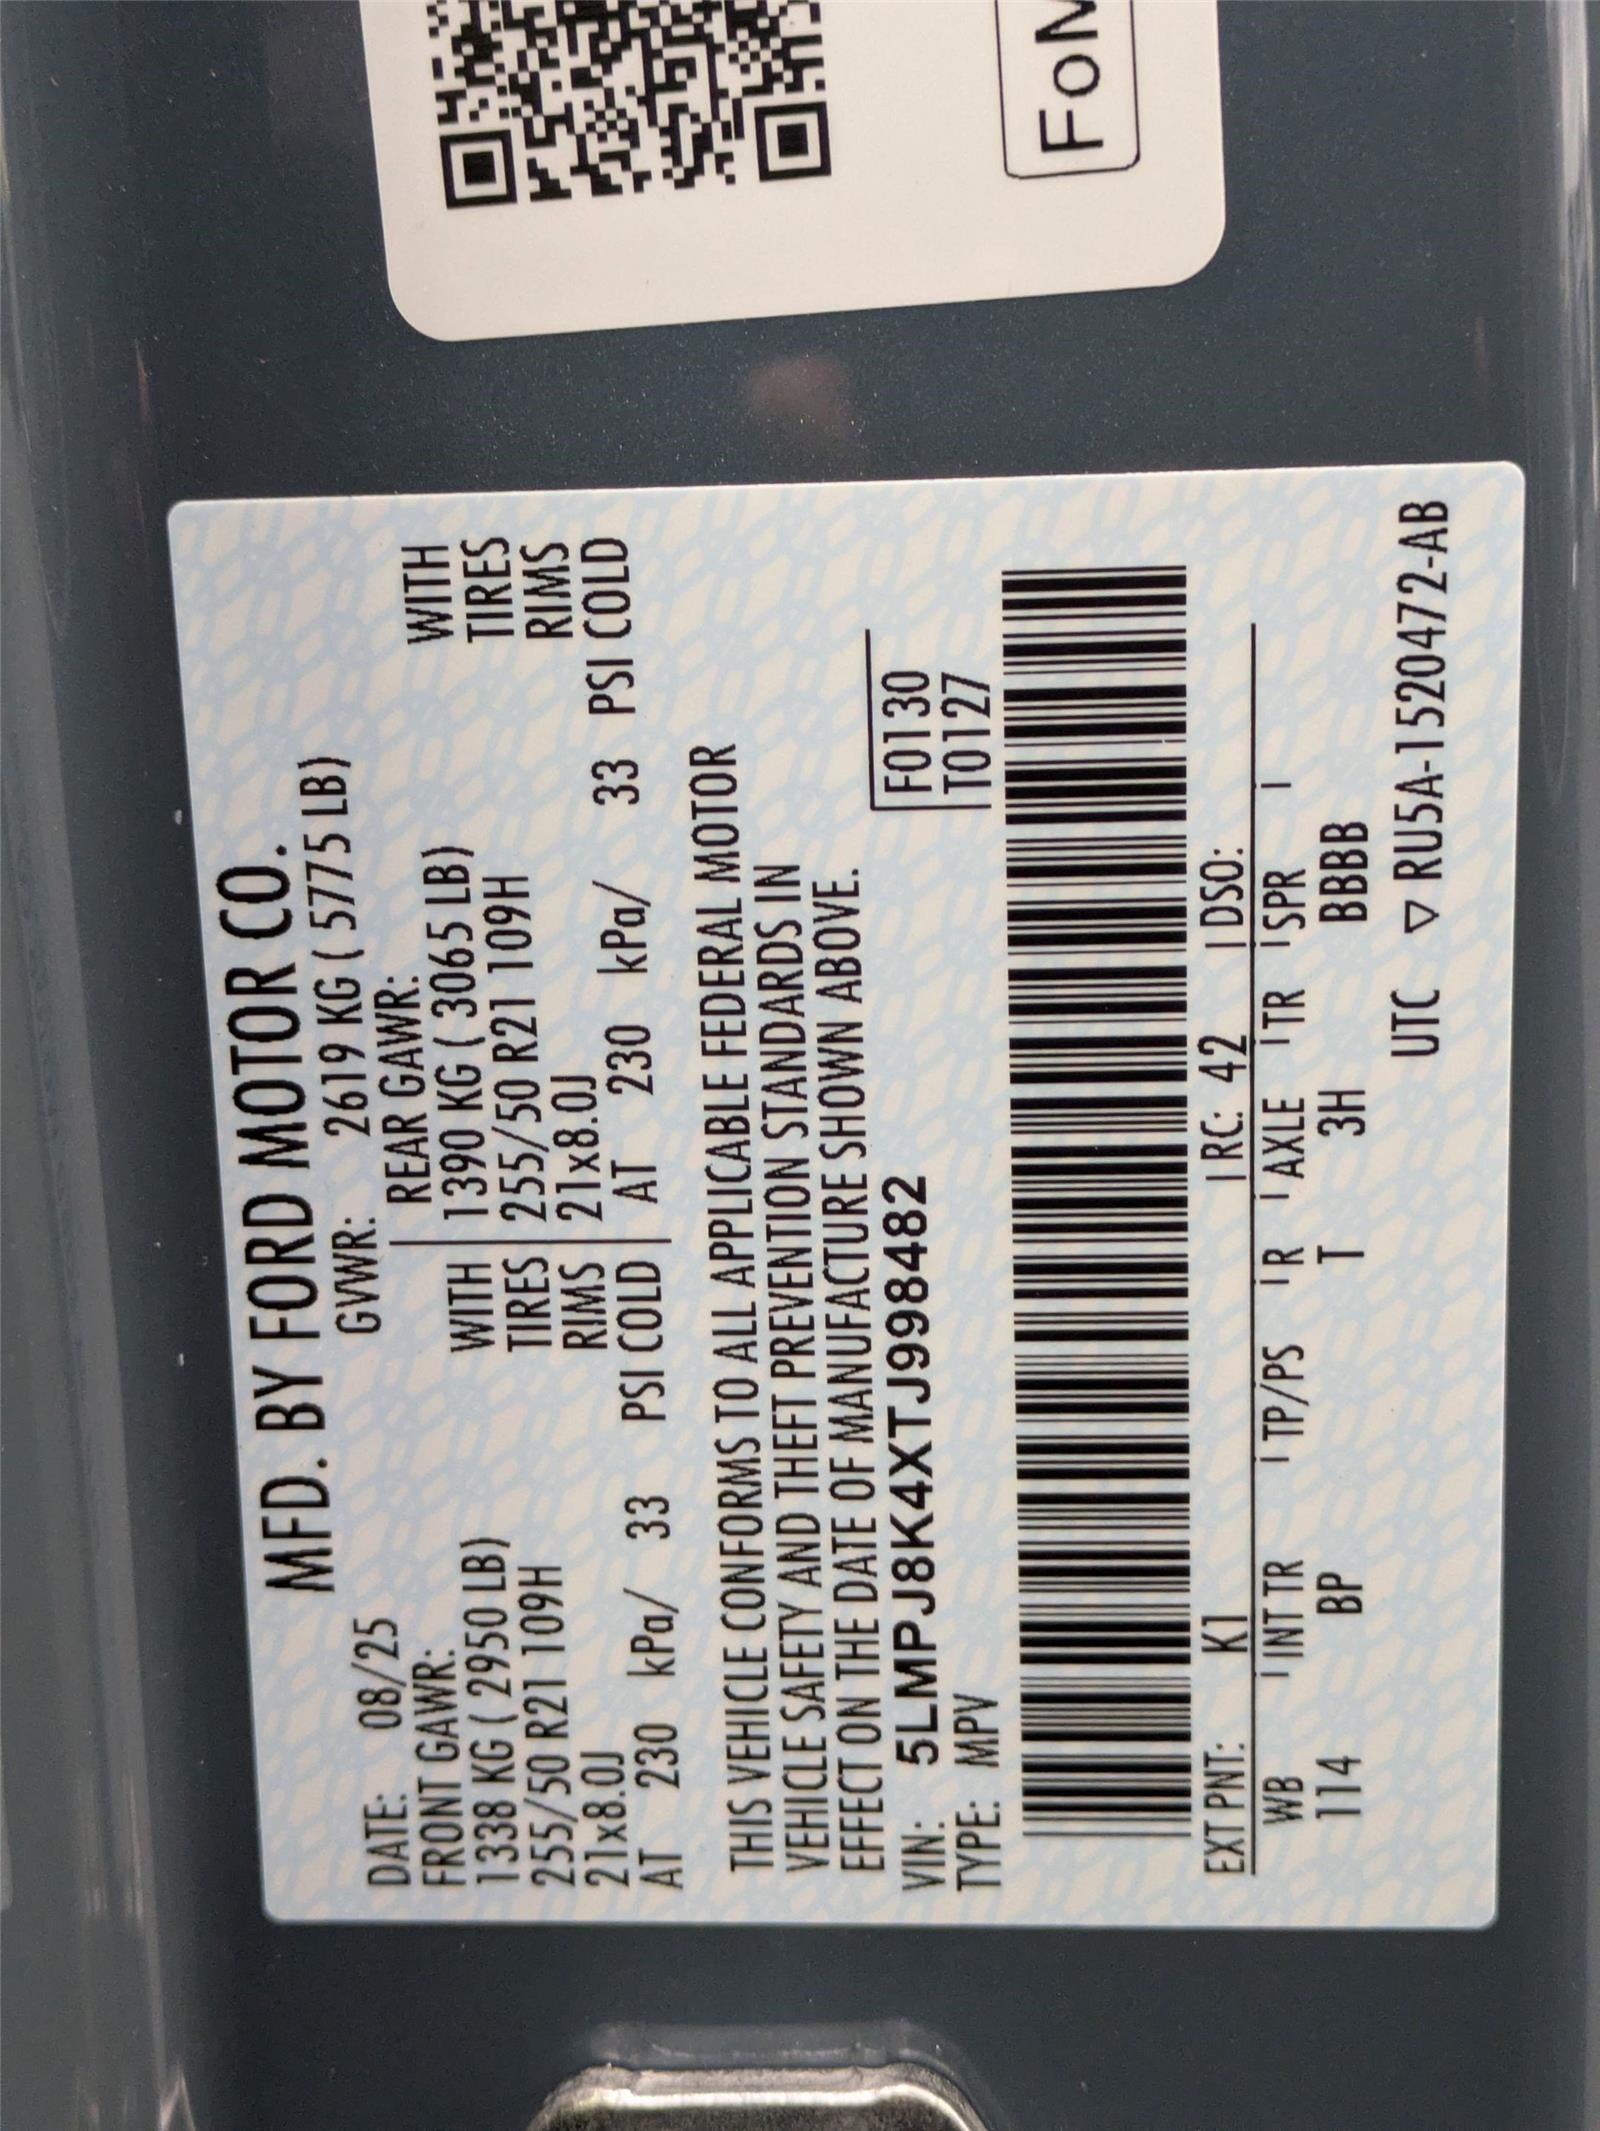 FoM
MFD. BY FORD MOTOR CO.
DATE: 08/25 GVWR: 2619 KG ( 5775 LB)
FRONT GAWR: REAR GAWR:
1338 KG ( 2950 LB) WITH 1390 KG ( 3065 LB) WITH
255/50 R21 109H TIRES 255/50 R21 109H TIRES
21x8.0J RIMS 21x8.0J RIMS
AT 230 kPa/ 33 PSI COLD AT 230 kPa/ 33 PSI COLD
THIS VEHICLE CONFORMS TO ALL APPLICABLE FEDERAL MOTOR
VEHICLE SAFETY AND THEFT PREVENTION STANDARDS IN
EFFECT ON THE DATE OF MANUFACTURE SHOWN ABOVE.
VIN: 5LMPJ8K4XTJ998482 F0130
TYPE: MPV T0127
EXT PNT: K1 RC: 42 DSO:
WB INT TR TP/PS R AXLE TR SPR
114 BP T 3H BBBB
UTC ▽ RU5A-1520472-AB